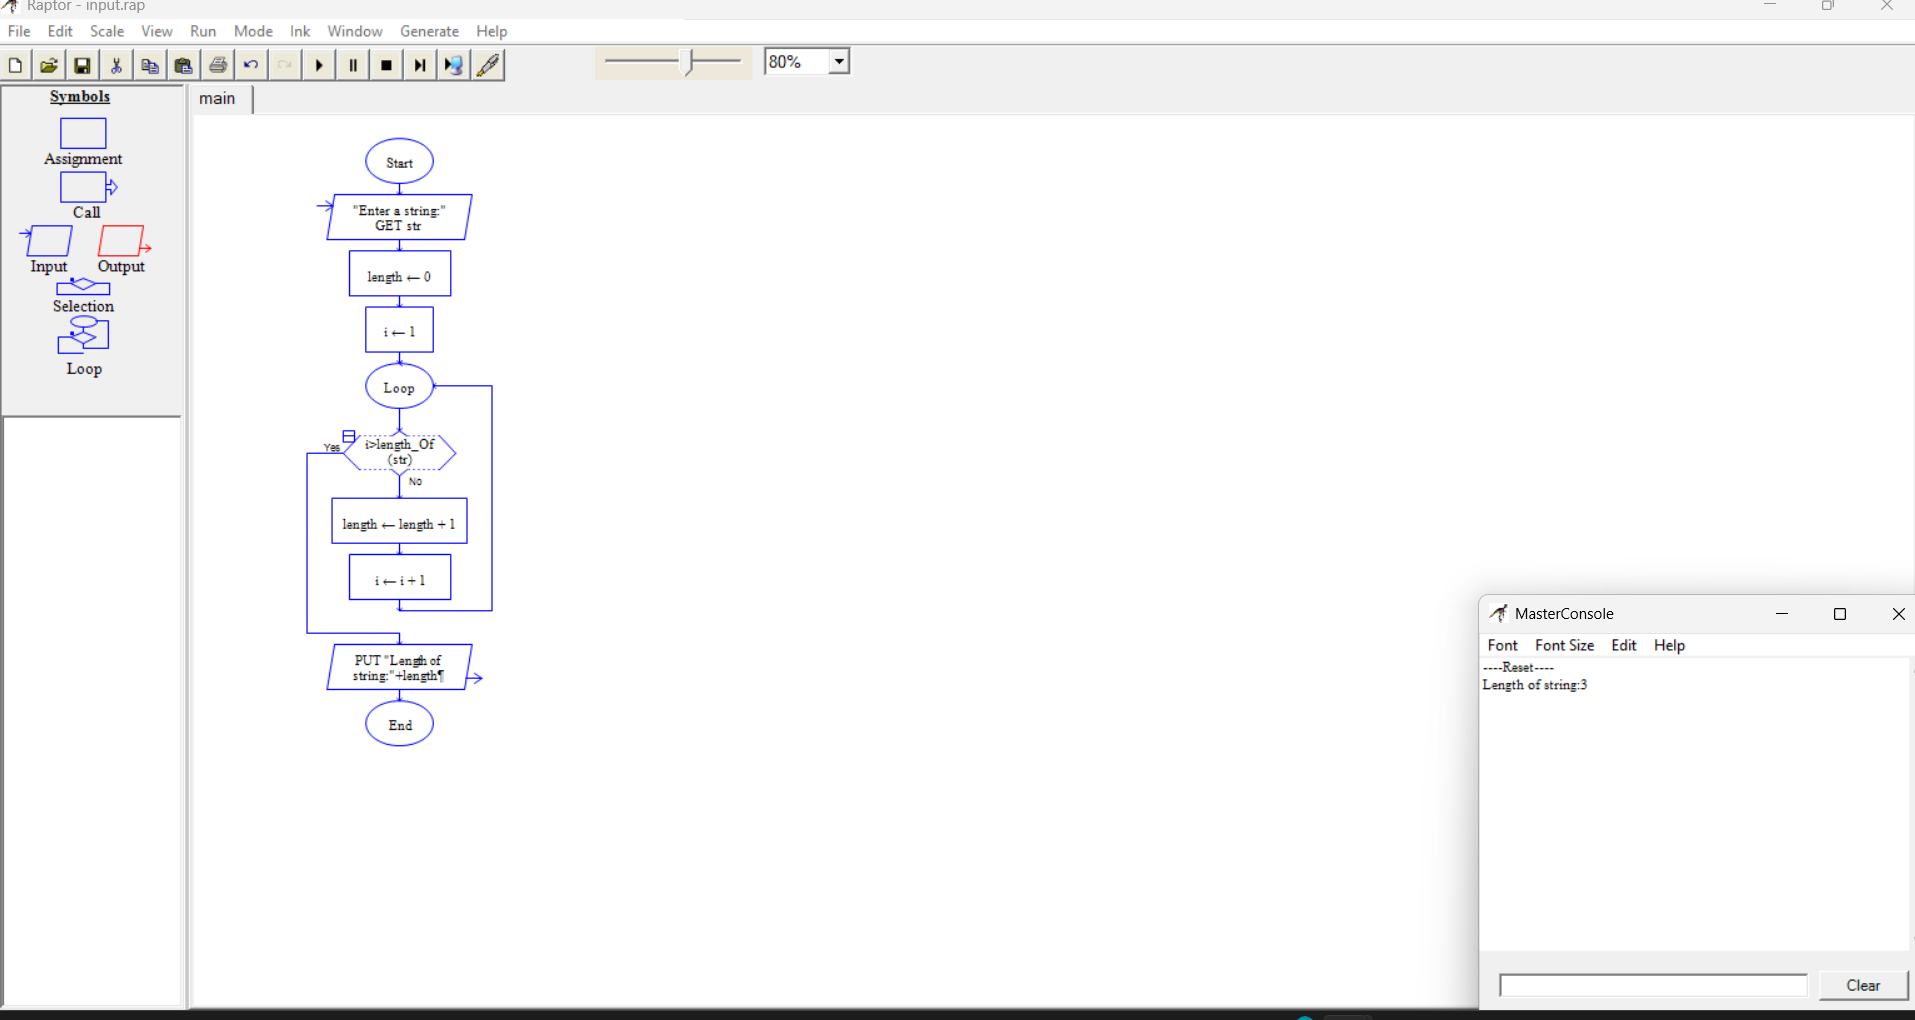 Raptor - input.rap
File Edit Scale View Run Mode Ink Window Generate Help
80%
Symbols
Assignment
Call
Input Output
Selection
Loop
main
Start
"Enter a string:"
GET str
length ← 0
i ← 1
Loop
i>length_Of
(str)
Yes
No
length ← length + 1
i ← i + 1
PUT "Length of
string:"+length¶
End
MasterConsole
Font Font Size Edit Help
----Reset----
Length of string:3
Clear